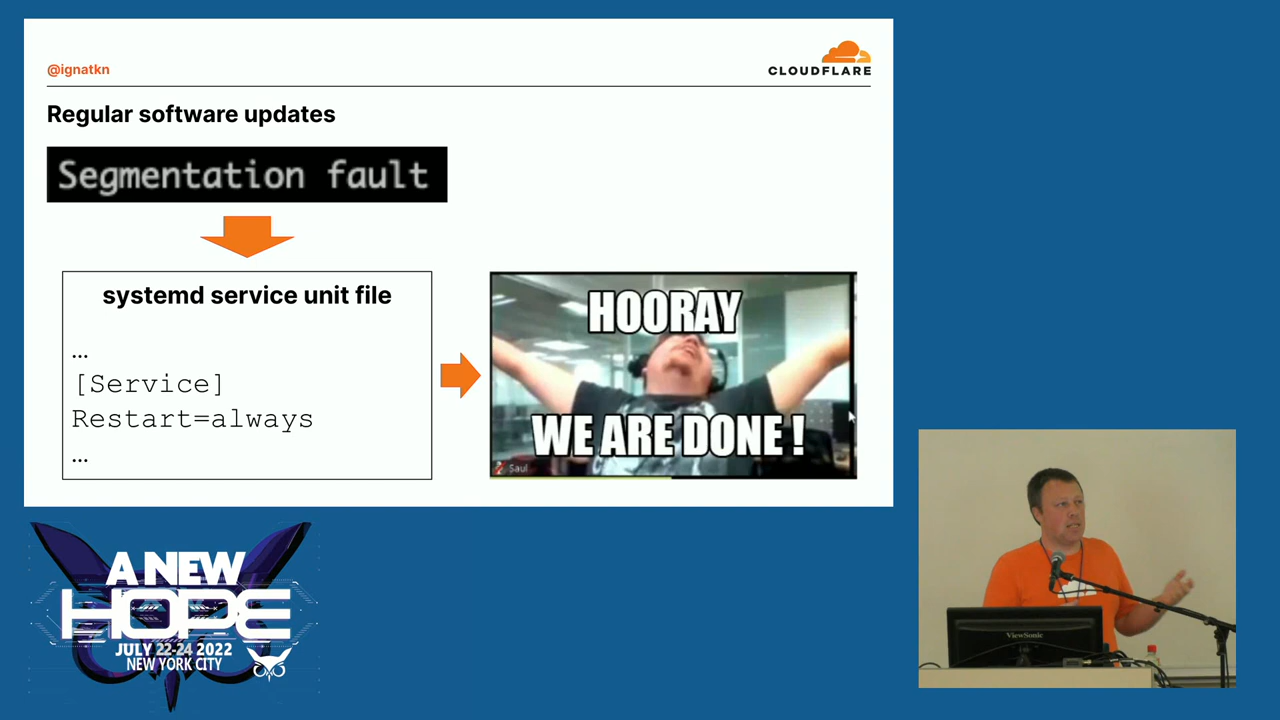 @ignatkn
CLOUDFLARE
Regular software updates
Segmentation fault
systemd service unit file
...
[Service]
Restart=always
...
HOORAY
WE ARE DONE !
Saul
A NEW
HOPE
JULY 22-24 2022
NEW YORK CITY
ViewSonic